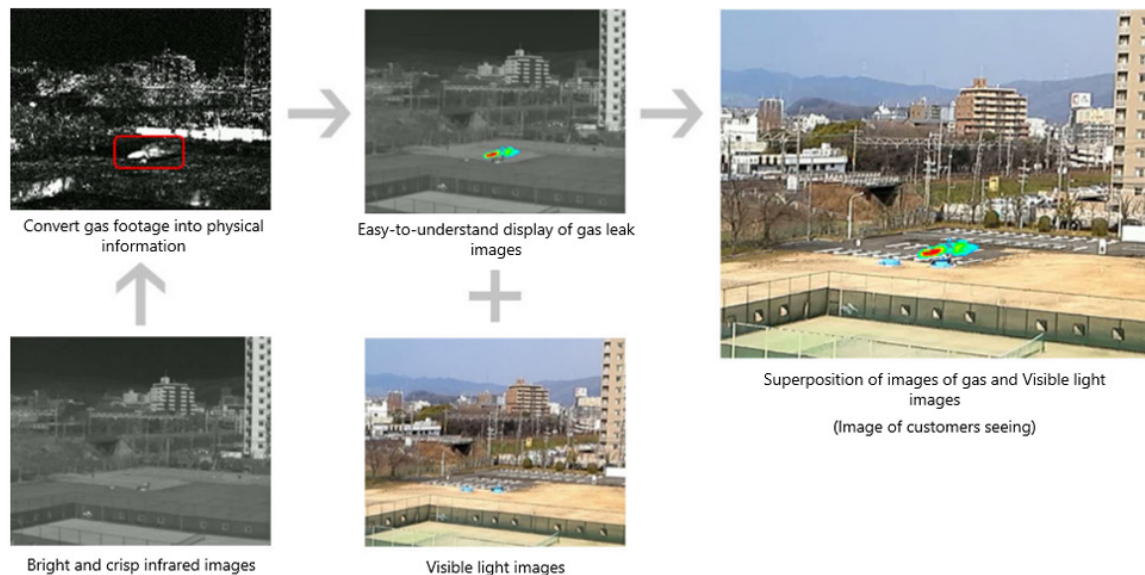 Convert gas footage into physical
information
Easy-to-understand display of gas leak
images
Superposition of images of gas and Visible light
images
(Image of customers seeing)
Bright and crisp infrared images
Visible light images